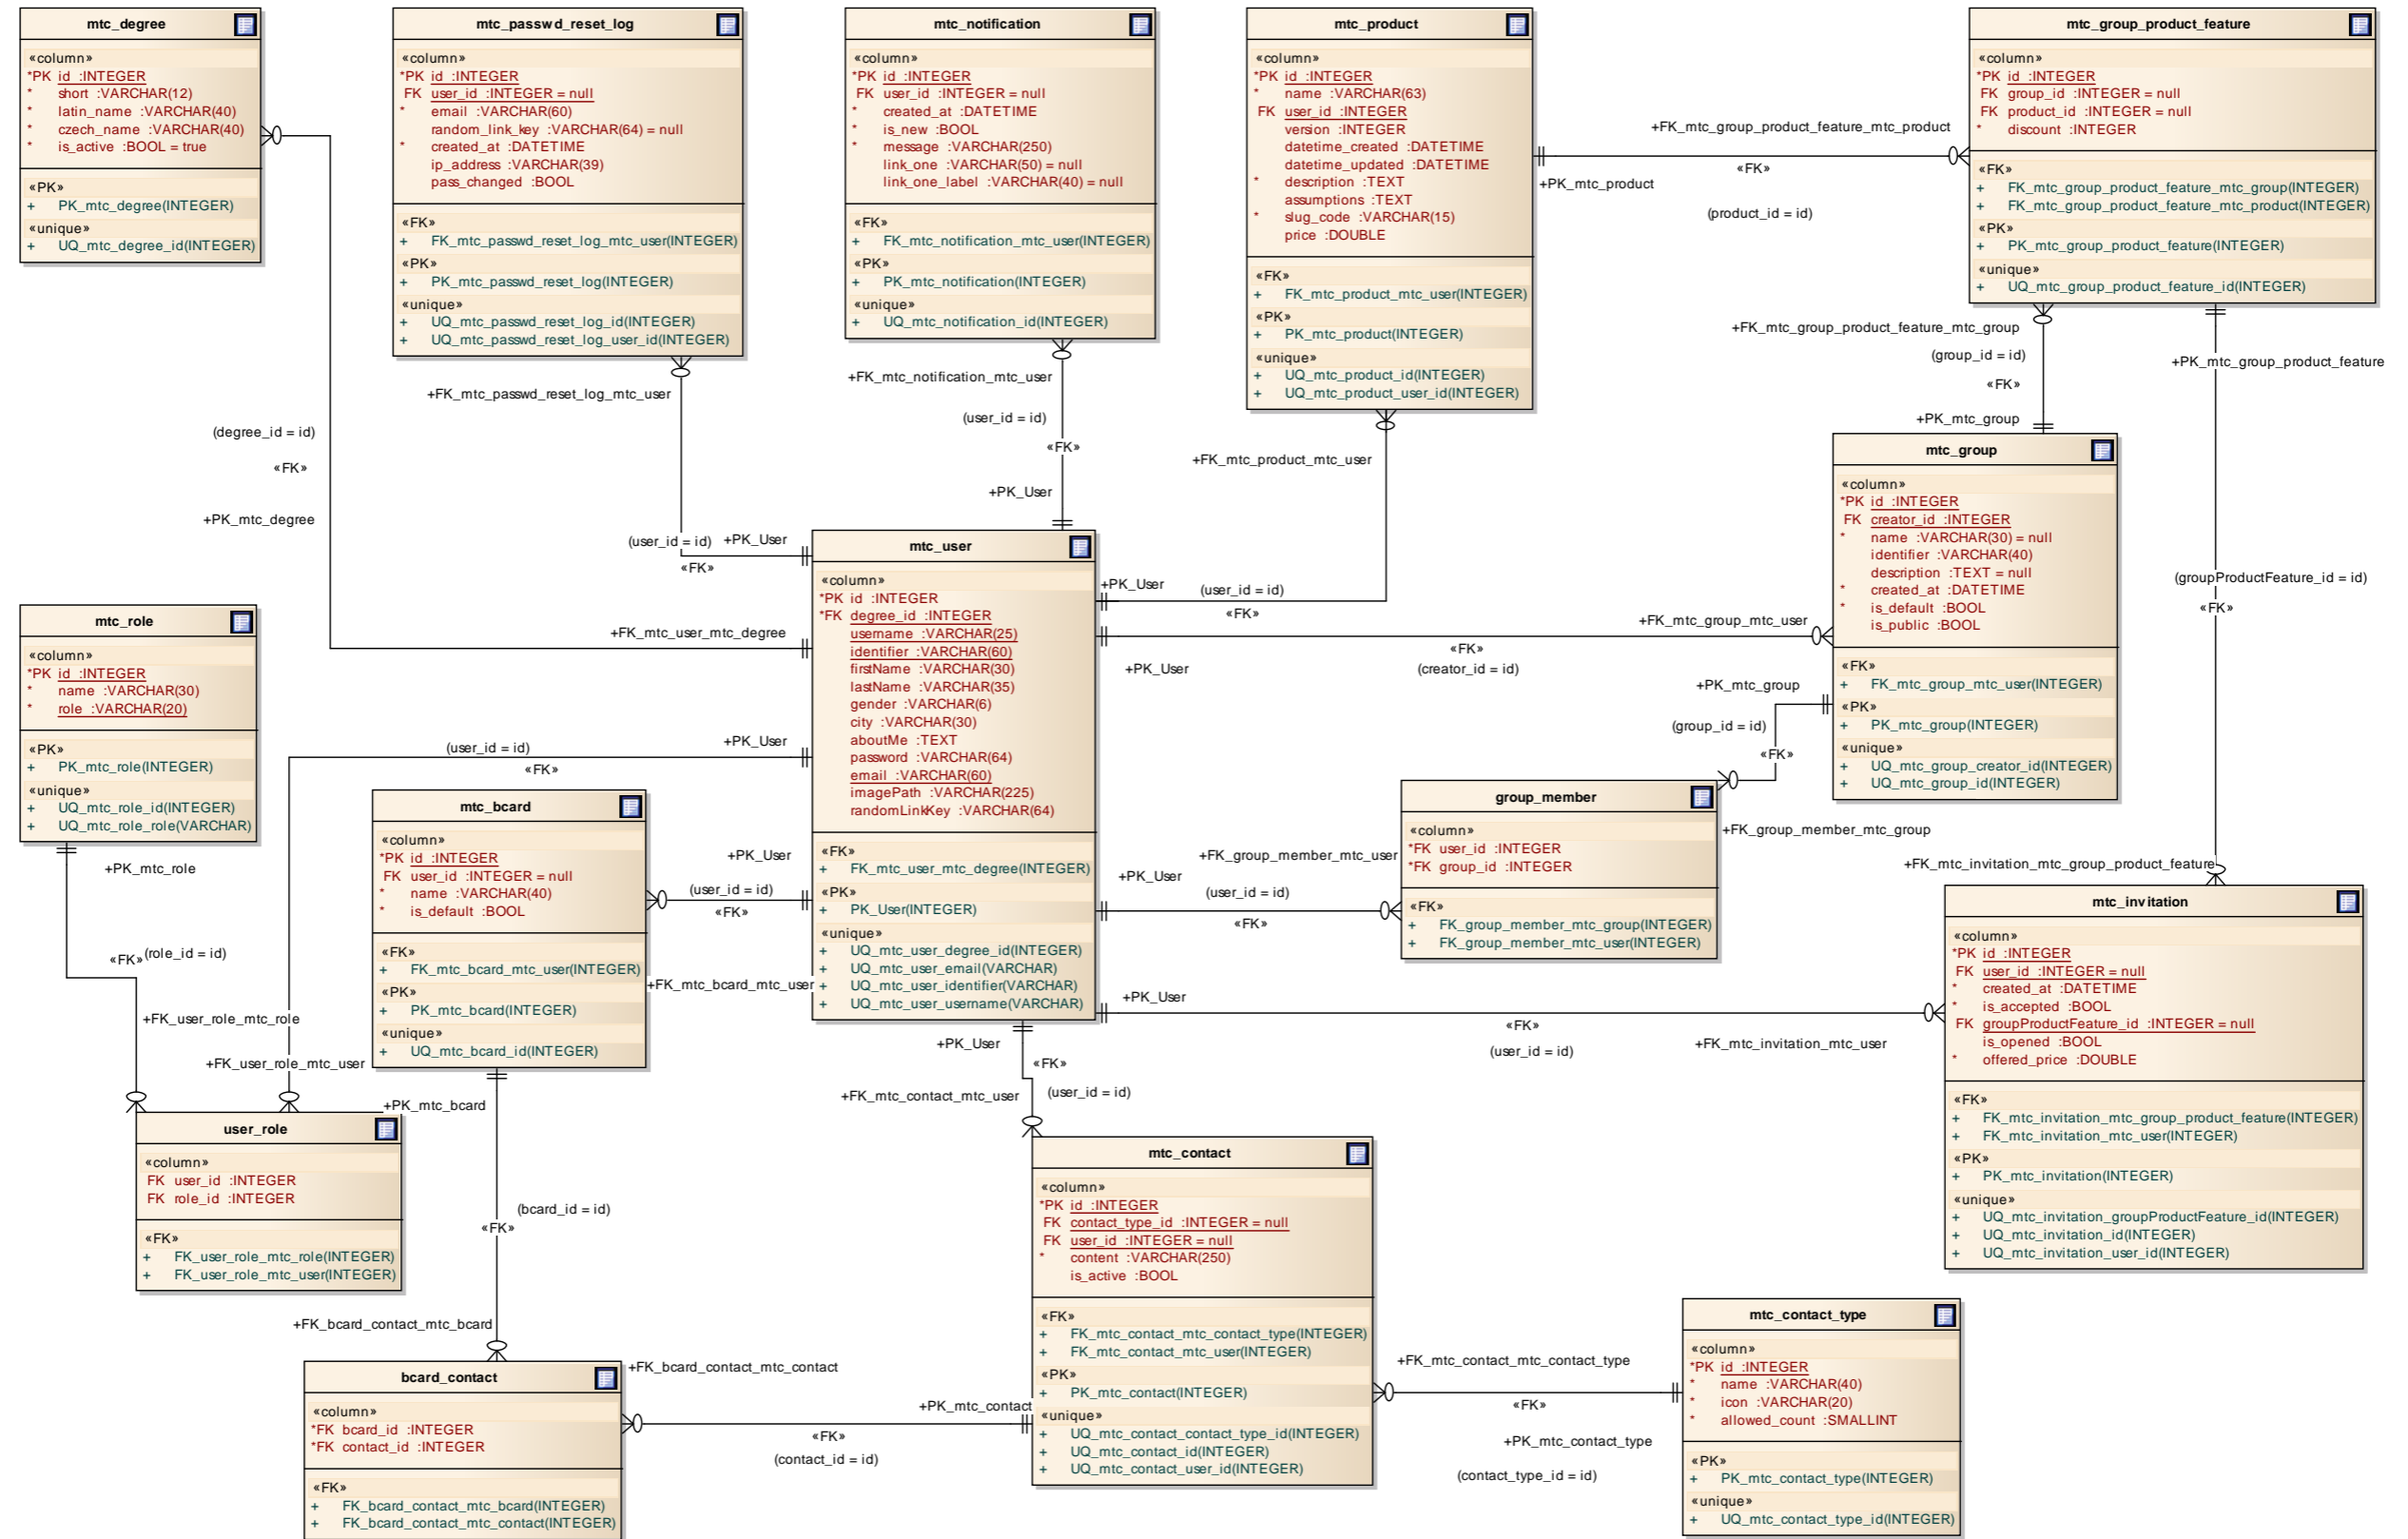 mtc_degree
«column»
*PK id :INTEGER
* short :VARCHAR(12)
* latin_name :VARCHAR(40)
* czech_name :VARCHAR(40)
* is_active :BOOL = true
«PK»
+ PK_mtc_degree(INTEGER)
«unique»
+ UQ_mtc_degree_id(INTEGER)
mtc_passwd_reset_log
«column»
*PK id :INTEGER
FK user_id :INTEGER = null
* email :VARCHAR(60)
random_link_key :VARCHAR(64) = null
* created_at :DATETIME
ip_address :VARCHAR(39)
pass_changed :BOOL
«FK»
+ FK_mtc_passwd_reset_log_mtc_user(INTEGER)
«PK»
+ PK_mtc_passwd_reset_log(INTEGER)
«unique»
+ UQ_mtc_passwd_reset_log_id(INTEGER)
+ UQ_mtc_passwd_reset_log_user_id(INTEGER)
mtc_notification
«column»
*PK id :INTEGER
FK user_id :INTEGER = null
* created_at :DATETIME
* is_new :BOOL
* message :VARCHAR(250)
link_one :VARCHAR(50) = null
link_one_label :VARCHAR(40) = null
«FK»
+ FK_mtc_notification_mtc_user(INTEGER)
«PK»
+ PK_mtc_notification(INTEGER)
«unique»
+ UQ_mtc_notification_id(INTEGER)
mtc_product
«column»
*PK id :INTEGER
* name :VARCHAR(63)
FK user_id :INTEGER
version :INTEGER
datetime_created :DATETIME
datetime_updated :DATETIME
* description :TEXT
assumptions :TEXT
* slug_code :VARCHAR(15)
price :DOUBLE
«FK»
+ FK_mtc_product_mtc_user(INTEGER)
«PK»
+ PK_mtc_product(INTEGER)
«unique»
+ UQ_mtc_product_id(INTEGER)
+ UQ_mtc_product_user_id(INTEGER)
+FK_mtc_group_product_feature_mtc_product
«FK»
+PK_mtc_product
(product_id = id)
mtc_group_product_feature
«column»
*PK id :INTEGER
FK group_id :INTEGER = null
FK product_id :INTEGER = null
* discount :INTEGER
«FK»
+ FK_mtc_group_product_feature_mtc_group(INTEGER)
+ FK_mtc_group_product_feature_mtc_product(INTEGER)
«PK»
+ PK_mtc_group_product_feature(INTEGER)
«unique»
+ UQ_mtc_group_product_feature_id(INTEGER)
+FK_mtc_group_product_feature_mtc_group
(group_id = id)
«FK»
+PK_mtc_group
+PK_mtc_group_product_feature
+FK_mtc_passwd_reset_log_mtc_user
(user_id = id)
+PK_User
«FK»
+FK_mtc_notification_mtc_user
(user_id = id)
«FK»
+PK_User
+FK_mtc_product_mtc_user
+PK_User
(user_id = id)
«FK»
(degree_id = id)
«FK»
+PK_mtc_degree
+FK_mtc_user_mtc_degree
mtc_group
«column»
*PK id :INTEGER
FK creator_id :INTEGER
* name :VARCHAR(30) = null
identifier :VARCHAR(40)
description :TEXT = null
* created_at :DATETIME
* is_default :BOOL
is_public :BOOL
«FK»
+ FK_mtc_group_mtc_user(INTEGER)
«PK»
+ PK_mtc_group(INTEGER)
«unique»
+ UQ_mtc_group_creator_id(INTEGER)
+ UQ_mtc_group_id(INTEGER)
(groupProductFeature_id = id)
«FK»
+FK_mtc_invitation_mtc_group_product_feature
mtc_user
«column»
*PK id :INTEGER
*FK degree_id :INTEGER
username :VARCHAR(25)
identifier :VARCHAR(60)
firstName :VARCHAR(30)
lastName :VARCHAR(35)
gender :VARCHAR(6)
city :VARCHAR(30)
aboutMe :TEXT
password :VARCHAR(64)
email :VARCHAR(60)
imagePath :VARCHAR(225)
randomLinkKey :VARCHAR(64)
«FK»
+ FK_mtc_user_mtc_degree(INTEGER)
«PK»
+ PK_User(INTEGER)
«unique»
+ UQ_mtc_user_degree_id(INTEGER)
+ UQ_mtc_user_email(VARCHAR)
+ UQ_mtc_user_identifier(VARCHAR)
+ UQ_mtc_user_username(VARCHAR)
+FK_mtc_group_mtc_user
«FK»
+PK_User
(creator_id = id)
+PK_mtc_group
(group_id = id)
«FK»
+FK_group_member_mtc_group
mtc_role
«column»
*PK id :INTEGER
* name :VARCHAR(30)
* role :VARCHAR(20)
«PK»
+ PK_mtc_role(INTEGER)
«unique»
+ UQ_mtc_role_id(INTEGER)
+ UQ_mtc_role_role(VARCHAR)
+PK_mtc_role
«FK»
(role_id = id)
+FK_user_role_mtc_role
(user_id = id)
+PK_User
«FK»
+FK_user_role_mtc_user
mtc_bcard
«column»
*PK id :INTEGER
FK user_id :INTEGER = null
* name :VARCHAR(40)
* is_default :BOOL
«FK»
+ FK_mtc_bcard_mtc_user(INTEGER)
«PK»
+ PK_mtc_bcard(INTEGER)
«unique»
+ UQ_mtc_bcard_id(INTEGER)
+PK_User
(user_id = id)
«FK»
+FK_mtc_bcard_mtc_user
group_member
«column»
*FK user_id :INTEGER
*FK group_id :INTEGER
«FK»
+ FK_group_member_mtc_group(INTEGER)
+ FK_group_member_mtc_user(INTEGER)
+FK_group_member_mtc_user
+PK_User
(user_id = id)
«FK»
mtc_invitation
«column»
*PK id :INTEGER
FK user_id :INTEGER = null
* created_at :DATETIME
* is_accepted :BOOL
FK groupProductFeature_id :INTEGER = null
is_opened :BOOL
* offered_price :DOUBLE
«FK»
+ FK_mtc_invitation_mtc_group_product_feature(INTEGER)
+ FK_mtc_invitation_mtc_user(INTEGER)
«PK»
+ PK_mtc_invitation(INTEGER)
«unique»
+ UQ_mtc_invitation_groupProductFeature_id(INTEGER)
+ UQ_mtc_invitation_id(INTEGER)
+ UQ_mtc_invitation_user_id(INTEGER)
+PK_User
«FK»
(user_id = id)
+FK_mtc_invitation_mtc_user
+PK_User
«FK»
(user_id = id)
+FK_mtc_contact_mtc_user
user_role
«column»
FK user_id :INTEGER
FK role_id :INTEGER
«FK»
+ FK_user_role_mtc_role(INTEGER)
+ FK_user_role_mtc_user(INTEGER)
+PK_mtc_bcard
(bcard_id = id)
«FK»
+FK_bcard_contact_mtc_bcard
mtc_contact
«column»
*PK id :INTEGER
FK contact_type_id :INTEGER = null
FK user_id :INTEGER = null
* content :VARCHAR(250)
is_active :BOOL
«FK»
+ FK_mtc_contact_mtc_contact_type(INTEGER)
+ FK_mtc_contact_mtc_user(INTEGER)
«PK»
+ PK_mtc_contact(INTEGER)
«unique»
+ UQ_mtc_contact_contact_type_id(INTEGER)
+ UQ_mtc_contact_id(INTEGER)
+ UQ_mtc_contact_user_id(INTEGER)
bcard_contact
«column»
*FK bcard_id :INTEGER
*FK contact_id :INTEGER
«FK»
+ FK_bcard_contact_mtc_bcard(INTEGER)
+ FK_bcard_contact_mtc_contact(INTEGER)
+FK_bcard_contact_mtc_contact
+PK_mtc_contact
«FK»
(contact_id = id)
+FK_mtc_contact_mtc_contact_type
«FK»
+PK_mtc_contact_type
(contact_type_id = id)
mtc_contact_type
«column»
*PK id :INTEGER
* name :VARCHAR(40)
* icon :VARCHAR(20)
* allowed_count :SMALLINT
«PK»
+ PK_mtc_contact_type(INTEGER)
«unique»
+ UQ_mtc_contact_type_id(INTEGER)